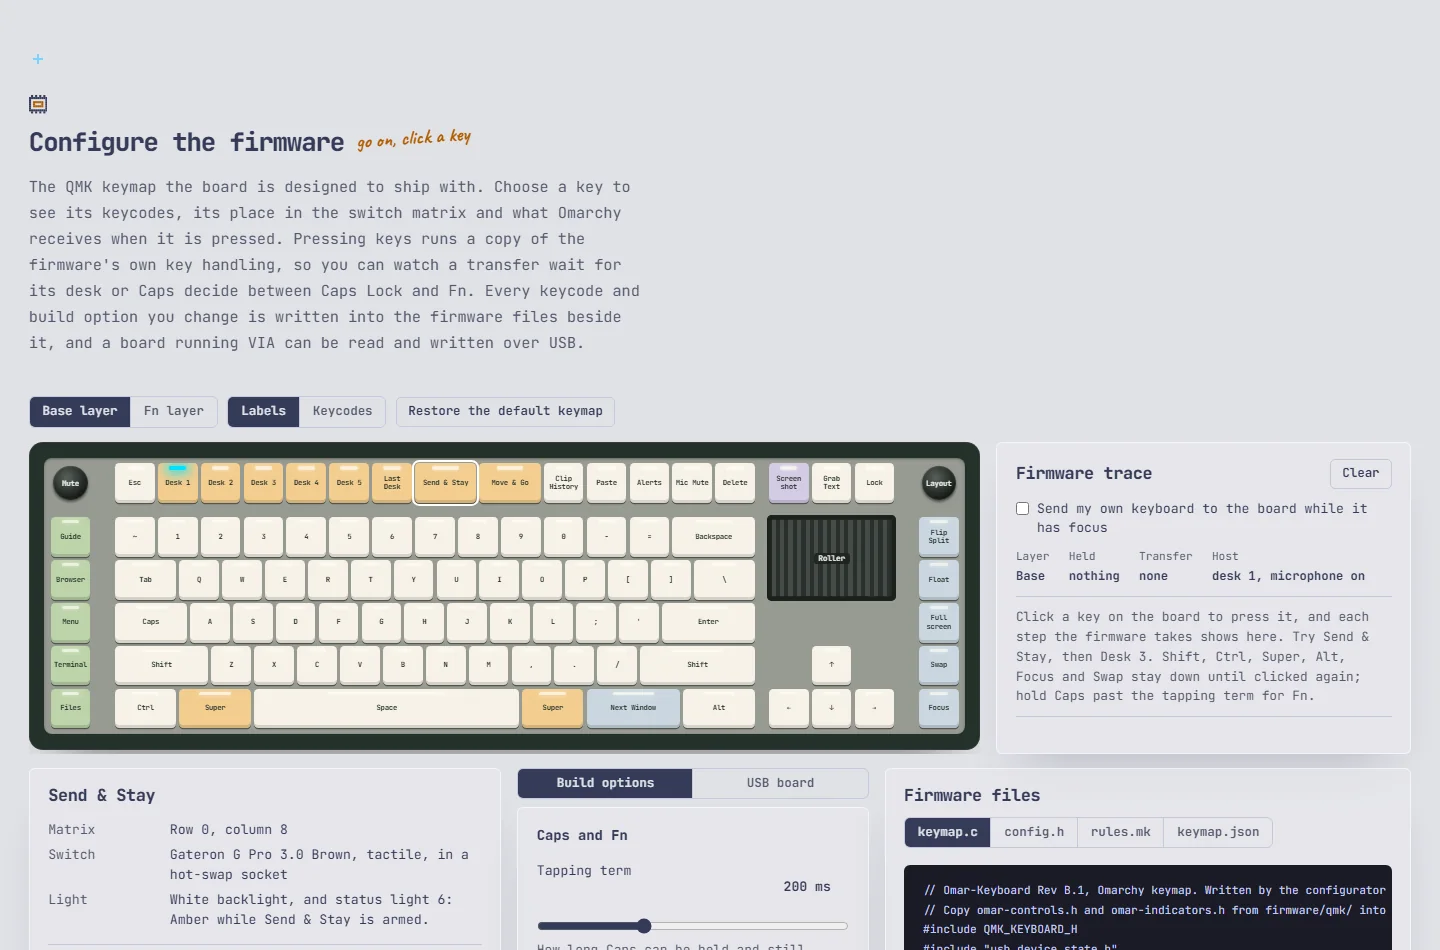 +
Configure the firmware go on, click a key
The QMK keymap the board is designed to ship with. Choose a key to
see its keycodes, its place in the switch matrix and what Omarchy
receives when it is pressed. Pressing keys runs a copy of the
firmware's own key handling, so you can watch a transfer wait for
its desk or Caps decide between Caps Lock and Fn. Every keycode and
build option you change is written into the firmware files beside
it, and a board running VIA can be read and written over USB.
Base layer Fn layer Labels Keycodes Restore the default keymap
Mute Esc Desk 1 Desk 2 Desk 3 Desk 4 Desk 5 Last Desk Send & Stay Move & Go Clip History Paste Alerts Mic Mute Delete Screen shot Grab Text Lock Layout
Guide ~ 1 2 3 4 5 6 7 8 9 0 - = Backspace Roller Flip Split
Browser Tab Q W E R T Y U I O P [ ] \ Float
Menu Caps A S D F G H J K L ; ' Enter Full screen
Terminal Shift Z X C V B N M , . / Shift ↑ Swap
Files Ctrl Super Space Super Next Window Alt ← ↓ → Focus
Firmware trace Clear
Send my own keyboard to the board while it
has focus
Layer Held Transfer Host
Base nothing none desk 1, microphone on
Click a key on the board to press it, and each
step the firmware takes shows here. Try Send &
Stay, then Desk 3. Shift, Ctrl, Super, Alt,
Focus and Swap stay down until clicked again;
hold Caps past the tapping term for Fn.
Send & Stay
Matrix Row 0, column 8
Switch Gateron G Pro 3.0 Brown, tactile, in a
hot-swap socket
Light White backlight, and status light 6:
Amber while Send & Stay is armed.
Build options USB board
Caps and Fn
Tapping term
200 ms
How long Caps can be held and still
Firmware files
keymap.c config.h rules.mk keymap.json
// Omar-Keyboard Rev B.1, Omarchy keymap. Written by the configurator
// Copy omar-controls.h and omar-indicators.h from firmware/qmk/ into
#include QMK_KEYBOARD_H
#include "usb_device_state.h"